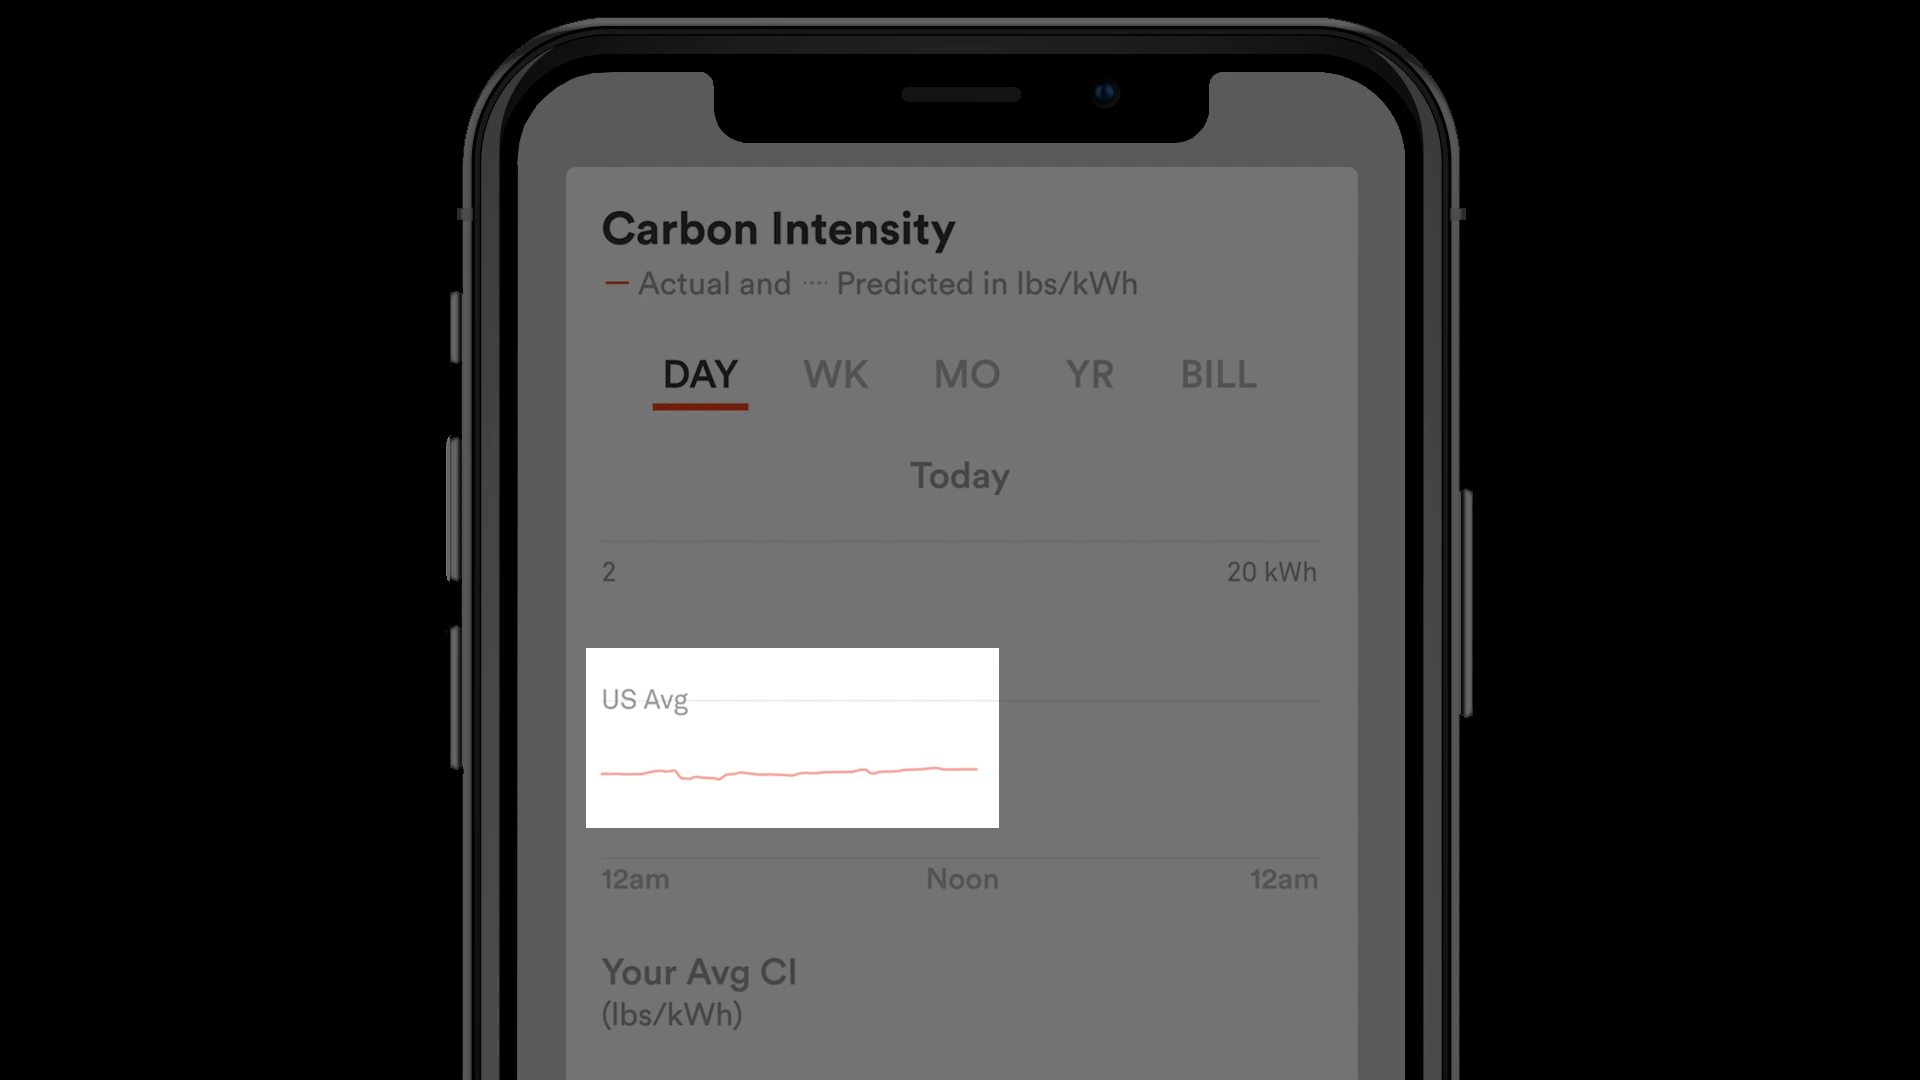 Carbon Intensity
Actual and Predicted in lbs/kWh
DAY WK MO YR BILL
Today
2 20 kWh
US Avg
12am Noon 12am
Your Avg CI
(lbs/kWh)